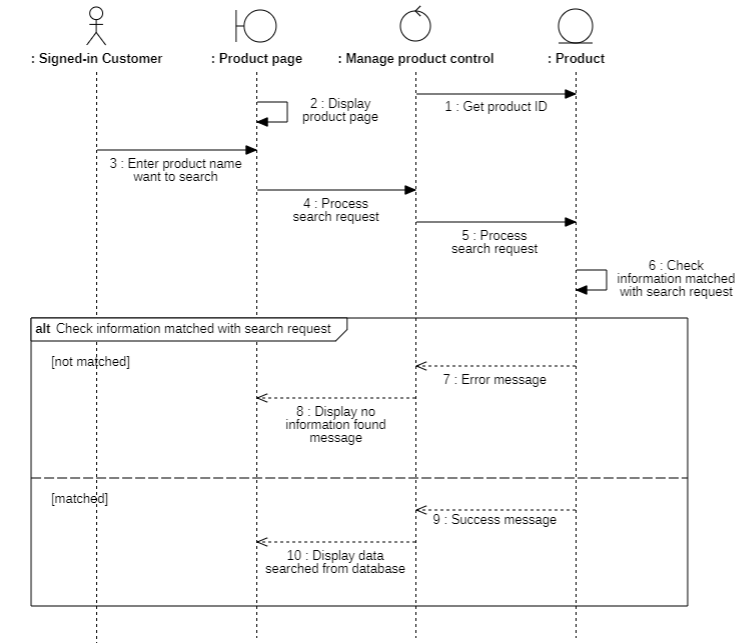 : Signed-in Customer
: Product page
: Manage product control
: Product
1 : Get product ID
2 : Display
product page
3 : Enter product name
want to search
4 : Process
search request
5 : Process
search request
6 : Check
information matched
with search request
alt Check information matched with search request
[not matched]
7 : Error message
8 : Display no
information found
message
[matched]
9 : Success message
10 : Display data
searched from database